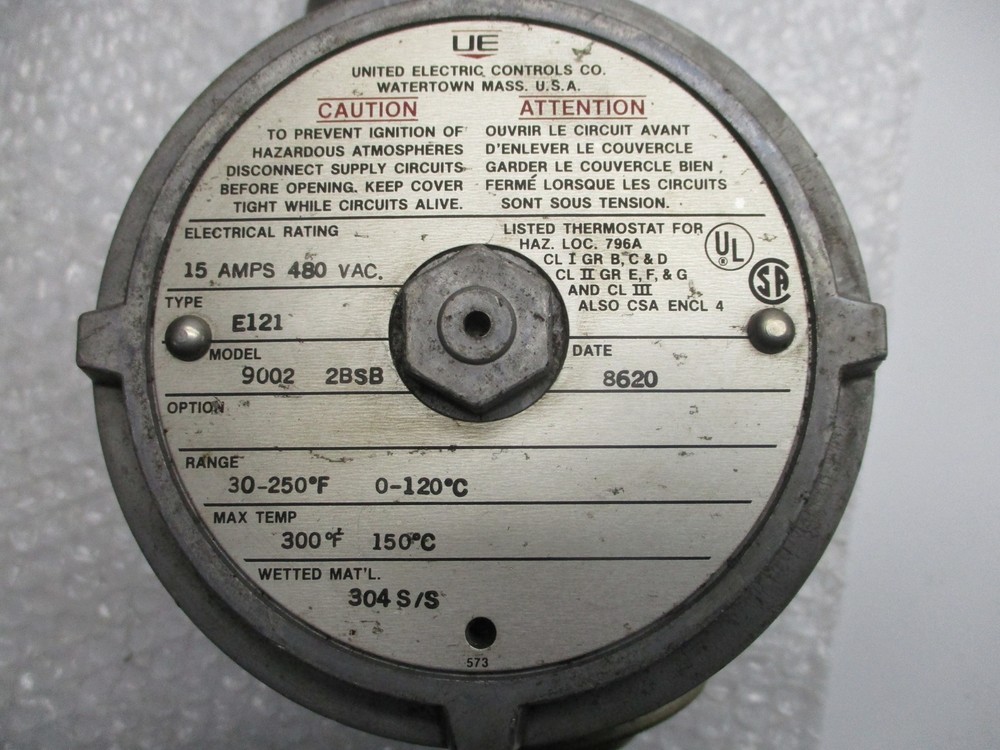 UE
UNITED ELECTRIC CONTROLS CO.
WATERTOWN MASS. U.S.A.
CAUTION
TO PREVENT IGNITION OF
HAZARDOUS ATMOSPHERES
DISCONNECT SUPPLY CIRCUITS
BEFORE OPENING. KEEP COVER
TIGHT WHILE CIRCUITS ALIVE.
ATTENTION
OUVRIR LE CIRCUIT AVANT
D'ENLEVER LE COUVERCLE
GARDER LE COUVERCLE BIEN
FERMÉ LORSQUE LES CIRCUITS
SONT SOUS TENSION.
ELECTRICAL RATING
15 AMPS 480 VAC.
LISTED THERMOSTAT FOR
HAZ. LOC. 796A
CL I GR B, C & D
CL II GR E, F, & G
AND CL III
ALSO CSA ENCL 4
UL
®
SA
TYPE
E121
MODEL
9002 2BSB
DATE
8620
OPTION
RANGE
30-250°F 0-120°C
MAX TEMP
300°F 150°C
WETTED MAT'L.
304 S/S
573